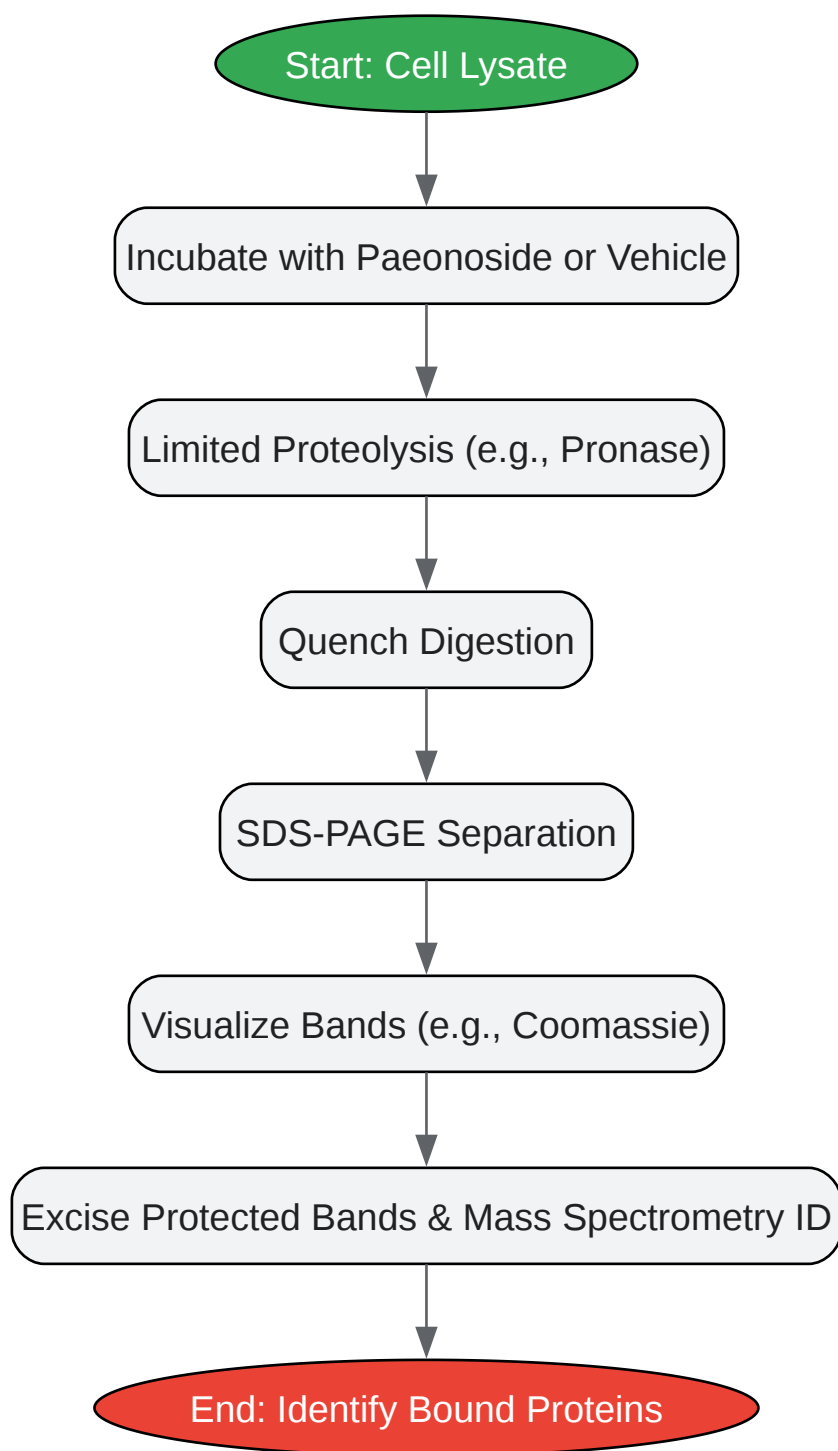 Start: Cell Lysate
Incubate with Paeonoside or Vehicle
Limited Proteolysis (e.g., Pronase)
Quench Digestion
SDS-PAGE Separation
Visualize Bands (e.g., Coomassie)
Excise Protected Bands & Mass Spectrometry ID
End: Identify Bound Proteins